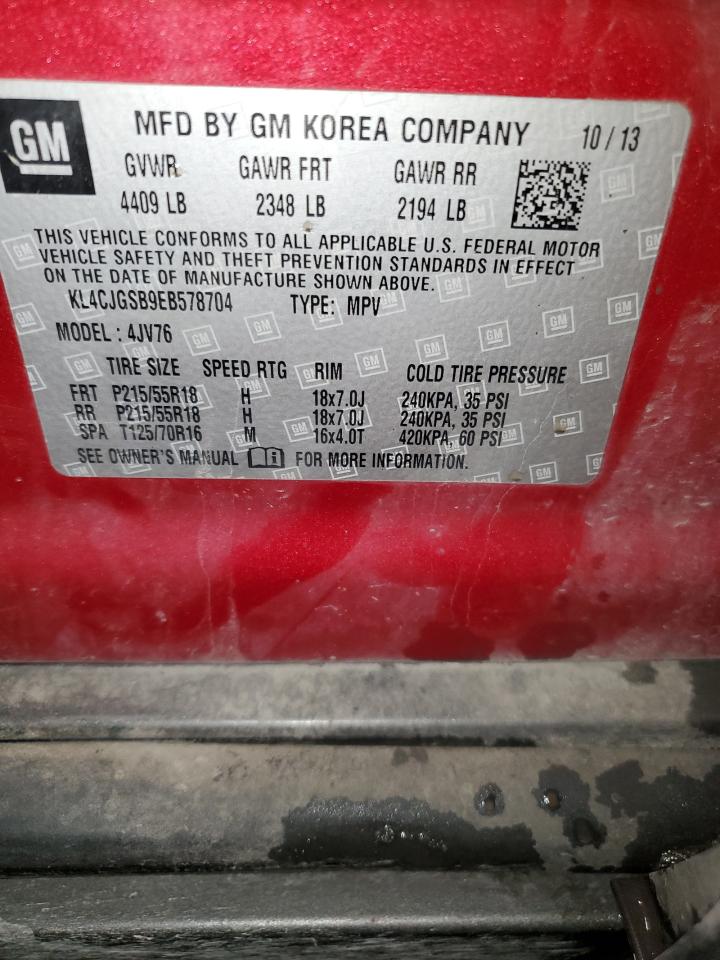 GM
MFD BY GM KOREA COMPANY 10 / 13
GVWR GAWR FRT GAWR RR
4409 LB 2348 LB 2194 LB
THIS VEHICLE CONFORMS TO ALL APPLICABLE U.S. FEDERAL MOTOR
VEHICLE SAFETY AND THEFT PREVENTION STANDARDS IN EFFECT
ON THE DATE OF MANUFACTURE SHOWN ABOVE.
KL4CJGSB9EB578704 TYPE: MPV
MODEL : 4JV76
TIRE SIZE SPEED RTG RIM COLD TIRE PRESSURE
FRT P215/55R18 H 18x7.0J 240KPA, 35 PSI
RR P215/55R18 H 18x7.0J 240KPA, 35 PSI
SPA T125/70R16 M 16x4.0T 420KPA, 60 PSI
SEE OWNER'S MANUAL FOR MORE INFORMATION.